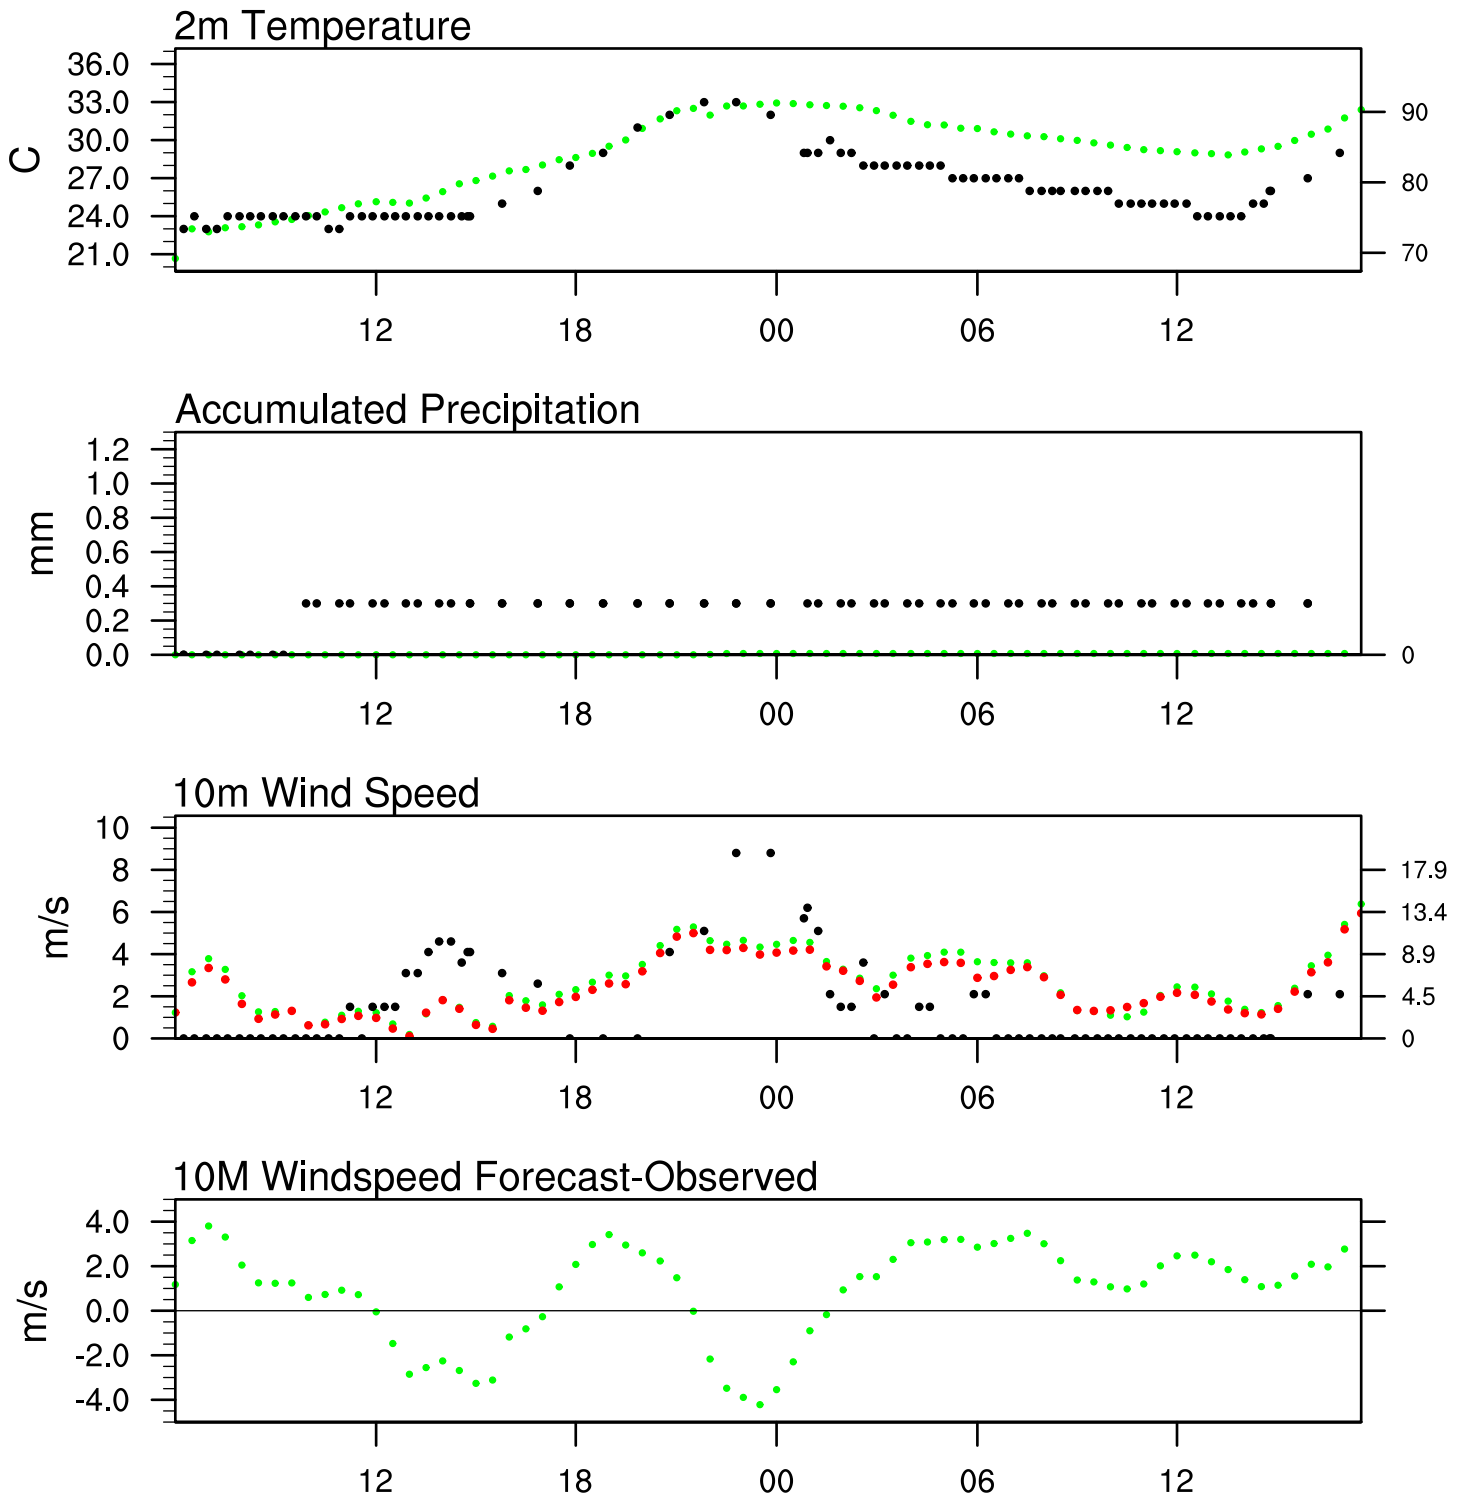 2m Temperature
36.0
33.0
30.0
27.0
24.0
21.0
C
90
80
70
12 18 00 06 12
Accumulated Precipitation
1.2
1.0
0.8
0.6
0.4
0.2
0.0
mm
0
12 18 00 06 12
10m Wind Speed
10
8
6
4
2
0
m/s
17.9
13.4
8.9
4.5
0
12 18 00 06 12
10M Windspeed Forecast-Observed
4.0
2.0
0.0
-2.0
-4.0
m/s
12 18 00 06 12